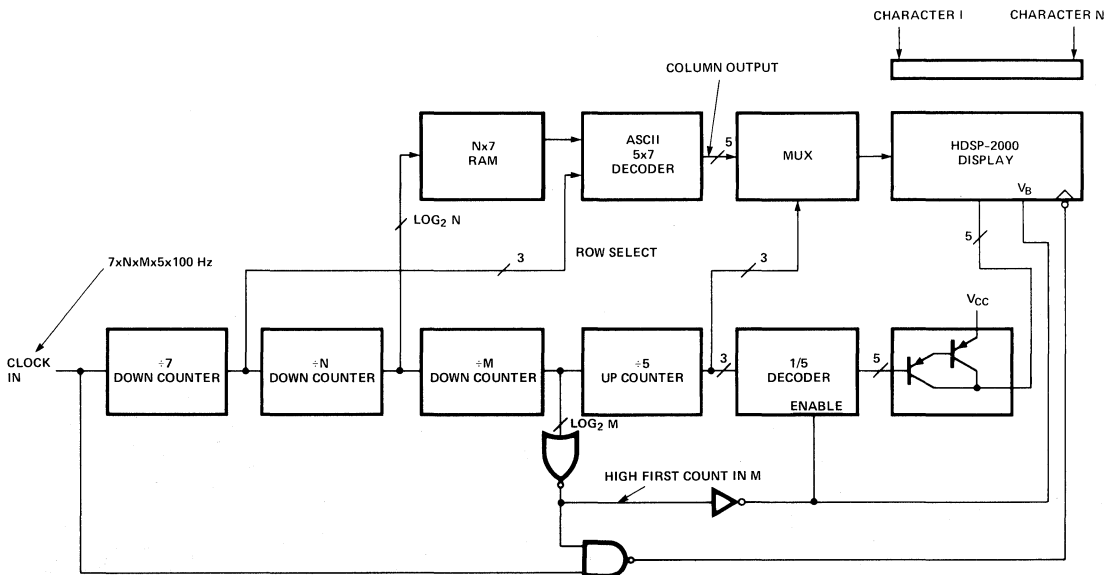 CHARACTER I
CHARACTER N
COLUMN OUTPUT
Nx7
RAM
ASCII
5x7
DECODER
5
MUX
HDSP-2000
DISPLAY
VB
LOG2 N
5
7xNxMx5x100 Hz
3
ROW SELECT
3
VCC
CLOCK
IN
÷7
DOWN COUNTER
÷N
DOWN COUNTER
÷M
DOWN COUNTER
÷5
UP COUNTER
3
1/5
DECODER
ENABLE
5
LOG2 M
HIGH FIRST COUNT IN M